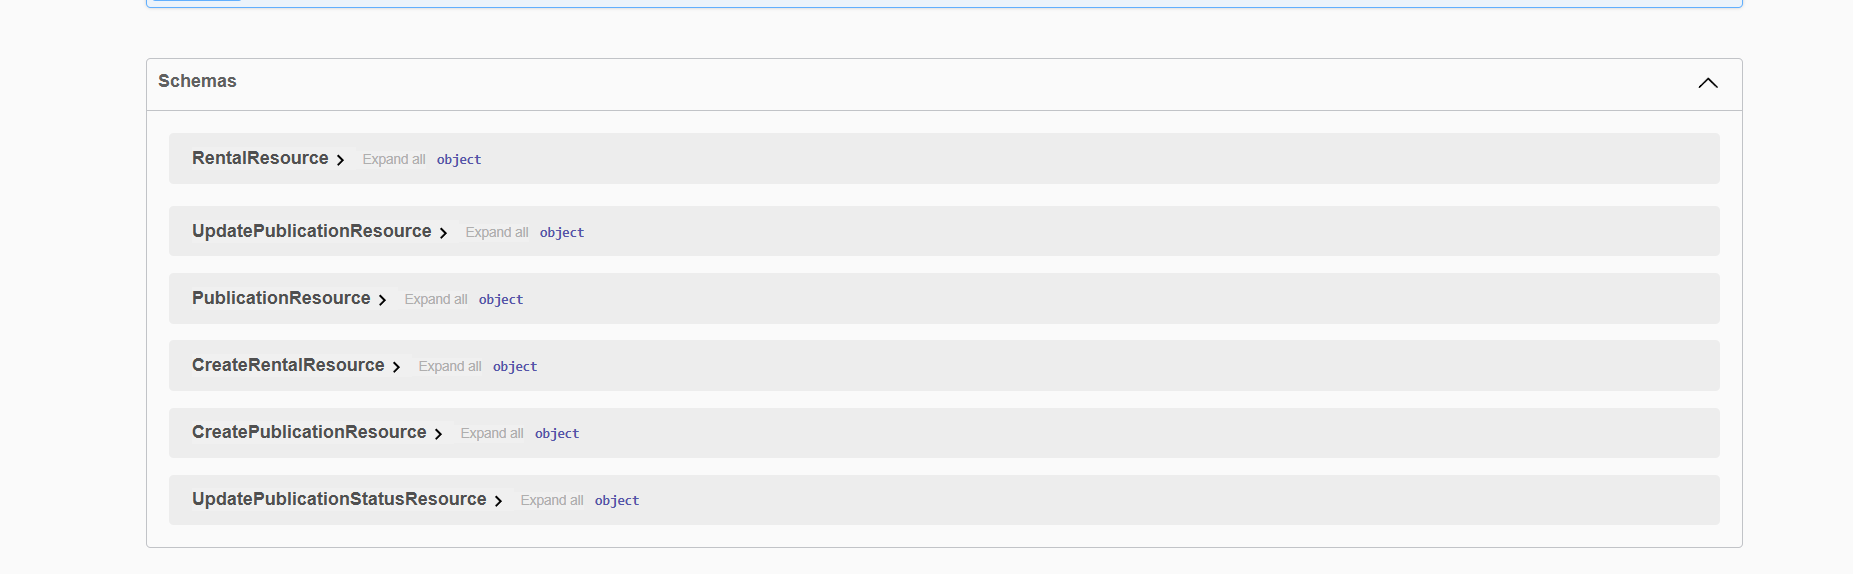 Schemas
RentalResource Expand all object
UpdatePublicationResource Expand all object
PublicationResource Expand all object
CreateRentalResource Expand all object
CreatePublicationResource Expand all object
UpdatePublicationStatusResource Expand all object